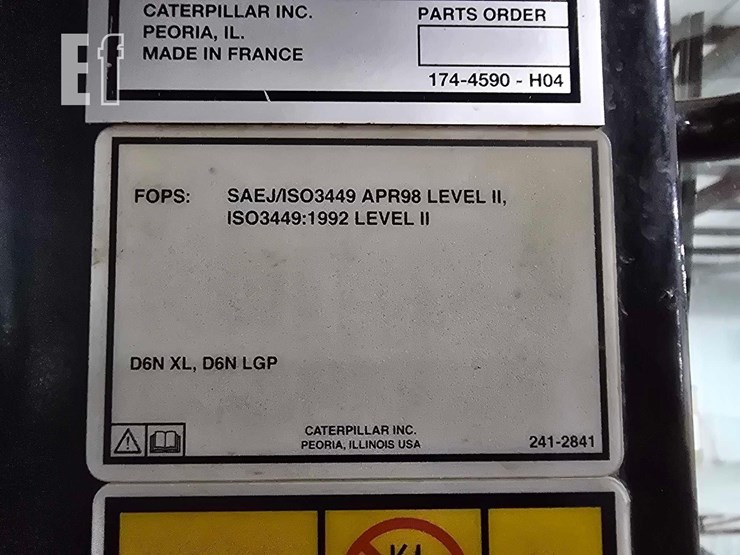 CATERPILLAR INC.
PEORIA, IL.
MADE IN FRANCE
PARTS ORDER
174-4590 - H04
Ef
FOPS: SAEJ/ISO3449 APR98 LEVEL II,
ISO3449:1992 LEVEL II
D6N XL, D6N LGP
CATERPILLAR INC.
PEORIA, ILLINOIS USA
241-2841